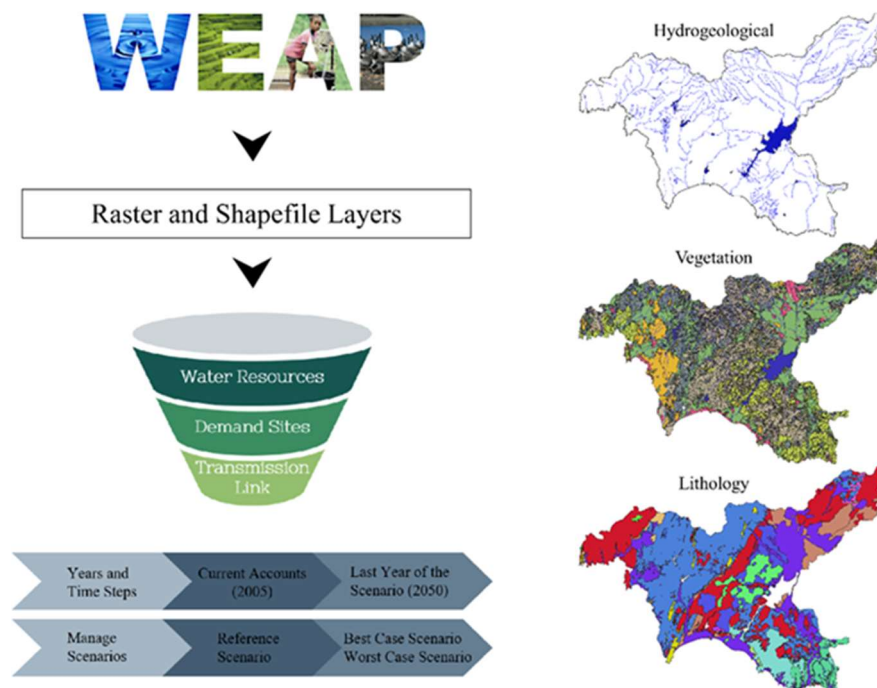 WEAP
Raster and Shapefile Layers
Water Resources
Demand Sites
Transmission
Link
Years and
Time Steps
Current Accounts
(2005)
Last Year of the
Scenario (2050)
Manage
Scenarios
Reference
Scenario
Best Case Scenario
Worst Case Scenario
Hydrogeological
Vegetation
Lithology